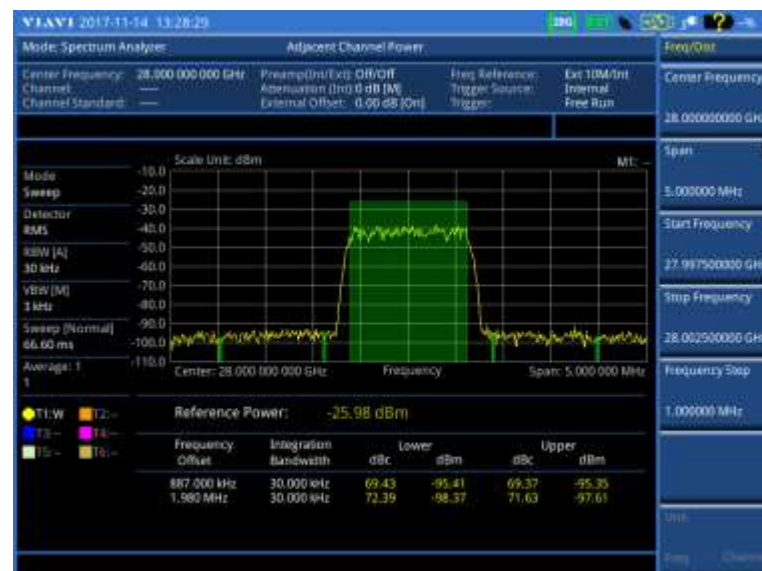 VIAVI 2017-11-14 13:28:29
Mode: Spectrum Analyzer Adjacent Channel Power Freq/Dist
Center Frequency: 28.000 000 000 GHz Preamp(Int/Ext): Off/Off Freq Reference: Ext 10M/Int
Channel: --- Attenuation (Int): 0 dB [M] Trigger Source: Internal
Channel Standard: --- External Offset: 0.00 dB [On] Trigger: Free Run
Center Frequency
28.000000000 GH
Scale Unit: dBm M1: --
Span
5.000000 MHz
Mode
Sweep
Detector
RMS
RBW [A]
30 kHz
VBW [M]
3 kHz
Sweep [Normal]
66.60 ms
Average: 1
1
-10.0
-20.0
-30.0
-40.0
-50.0
-60.0
-70.0
-80.0
-90.0
-100.0
-110.0
Start Frequency
27.997500000 GH
Stop Frequency
28.002500000 GH
Center: 28.000 000 000 GHz Frequency Span: 5.000 000 MHz
Frequency Step
1.000000 MHz
T1:W T2:--
T3:-- T4:--
T5:-- T6:--
Reference Power: -25.98 dBm
Frequency Offset Integration Bandwidth Lower Upper
dBc dBm dBc dBm
887.000 kHz 30.000 kHz 69.43 -95.41 69.37 -95.35
1.980 MHz 30.000 kHz 72.39 -98.37 71.63 -97.61
Unit
Freq Channel